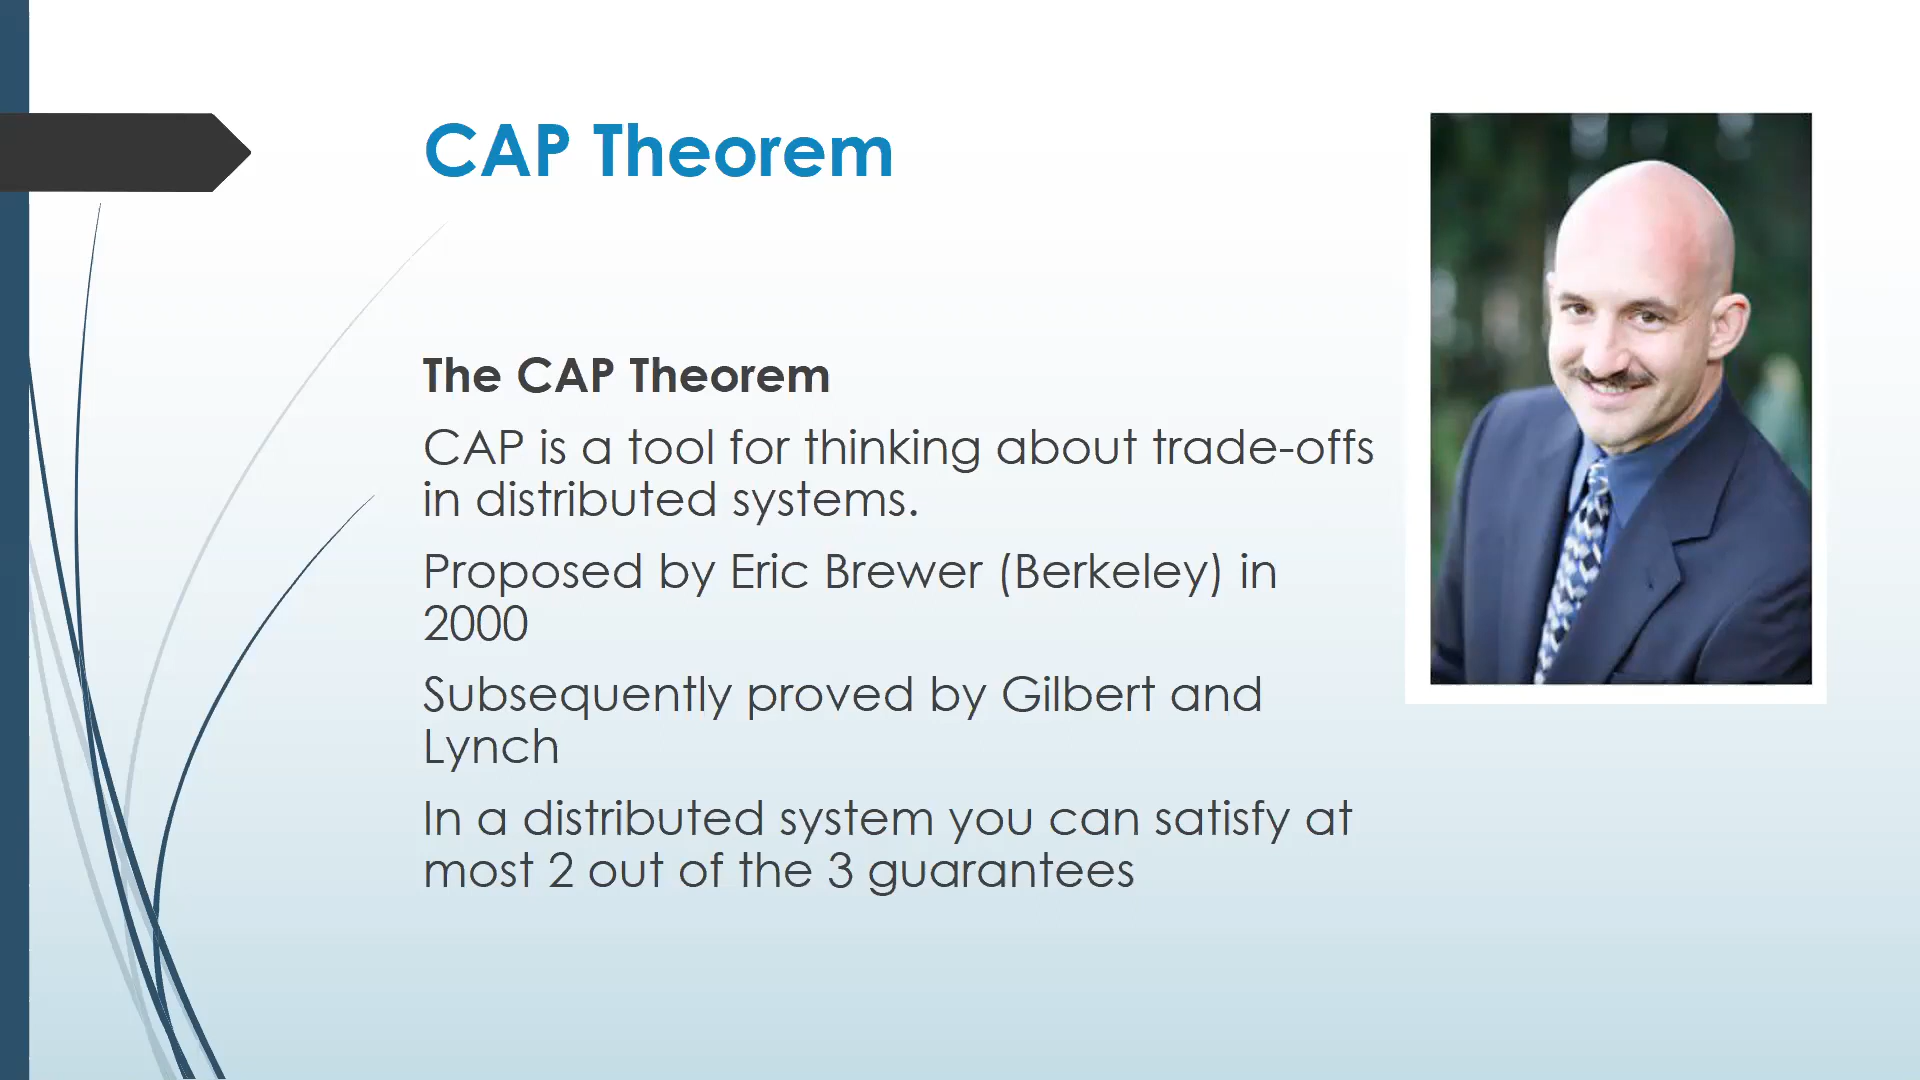 CAP Theorem
The CAP Theorem
CAP is a tool for thinking about trade-offs
in distributed systems.
Proposed by Eric Brewer (Berkeley) in
2000
Subsequently proved by Gilbert and
Lynch
In a distributed system you can satisfy at
most 2 out of the 3 guarantees